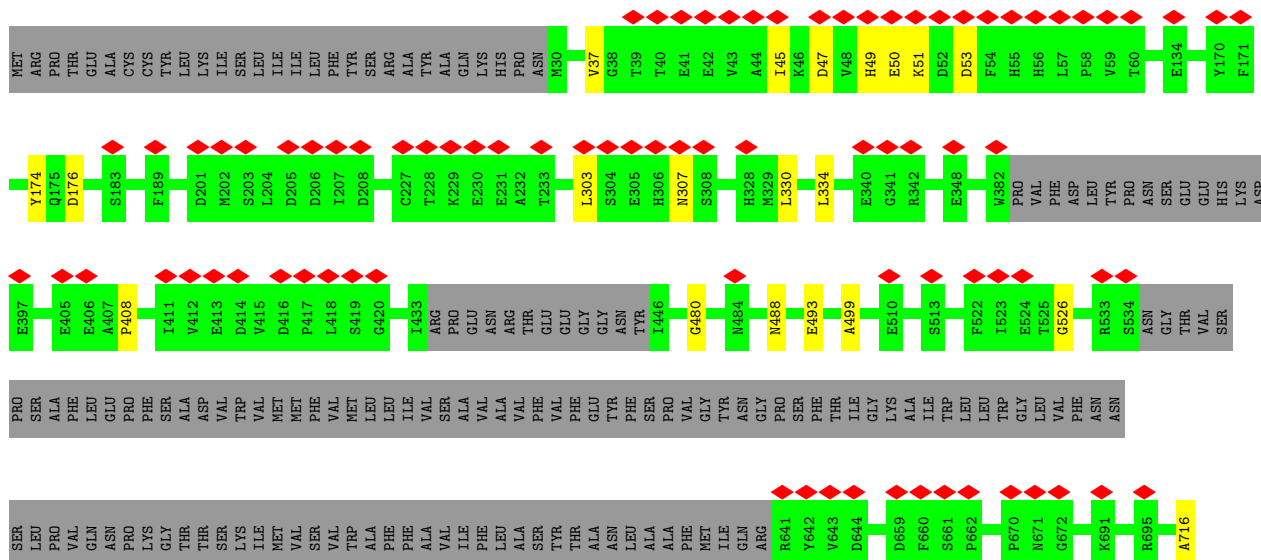 MET ARG PRO THR GLU ALA CYS CYS TYR LEU LYS ILE SER LEU ILE ILE LEU PHE TYR SER ARG ALA TYR ALA GLN LYS HIS PRO ASN M30 V37 G38 T39 T40 E41 E42 V43 A44 I45 K46 D47 V48 H49 E50 K51 D52 D53 F54 H55 H56 L57 P58 V59 T60 E134 Y170 F171
Y174 Q175 D176 S183 F189 D201 M202 S203 L204 D205 D206 I207 D208 C227 T228 K229 E230 E231 A232 T233 L303 S304 E305 H306 N307 S308 H328 M329 L330 L334 E340 G341 R342 E348 W382 PRO VAL PHE ASP LEU TYR PRO ASN SER GLU GLU HIS LYS ASP
E397 E405 E406 A407 P408 I411 V412 E413 D414 V415 D416 P417 L418 S419 G420 I433 ARG PRO GLU ASN ARG THR GLU GLU GLY GLY ASN TYR I446 G480 N484 N488 E493 A499 E510 S513 F522 I523 E524 T525 G526 R533 S534 ASN GLY THR VAL SER
PRO SER ALA PHE LEU GLU PRO PHE SER ALA ASP VAL TRP VAL MET MET PHE VAL MET LEU LEU ILE VAL SER ALA VAL ALA VAL PHE VAL PHE GLU TYR PHE SER PRO VAL GLY TYR ASN GLY PRO SER PHE THR ILE GLY LYS ALA ILE TRP LEU LEU TRP GLY LEU VAL PHE ASN ASN
SER LEU PRO VAL GLN ASN PRO LYS GLY THR THR SER LYS ILE MET VAL SER VAL TRP ALA PHE PHE ALA VAL ILE PHE LEU ALA SER TYR THR ALA ASN LEU ALA ALA PHE MET ILE GLN ARG R641 Y642 V643 D644 D659 F660 S661 P662 P670 N671 G672 K691 R695 A716